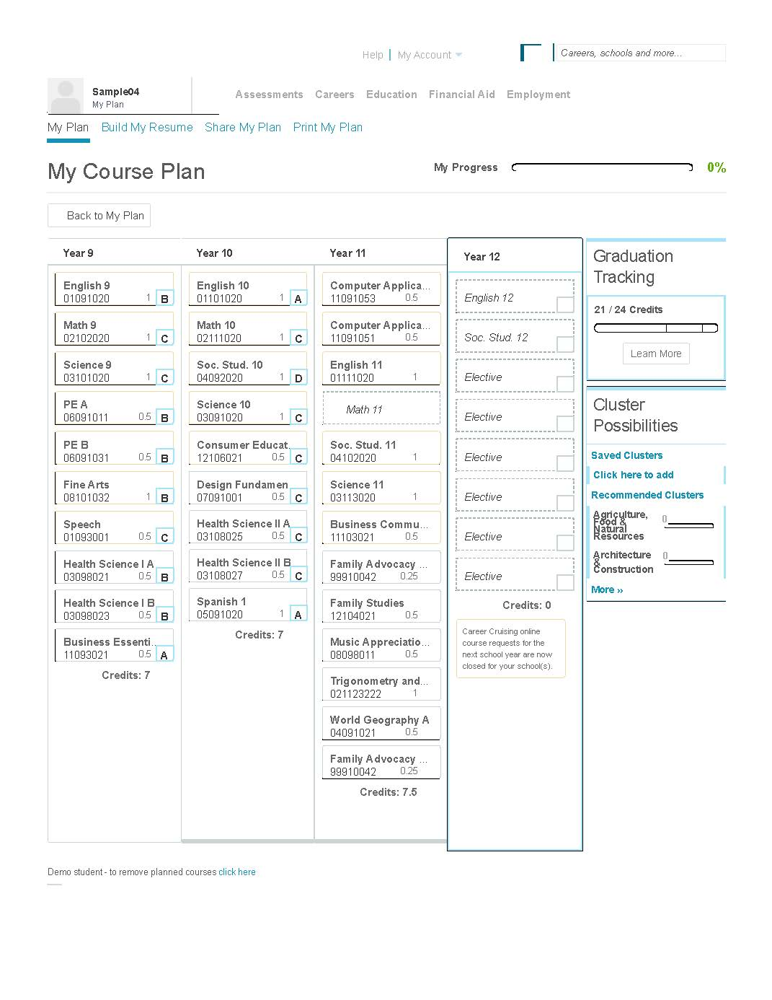 Help
My Account
Careers, schools and more...
Sample04
My Plan
Assessments Careers Education Financial Aid Employment
My Plan Build My Resume Share My Plan Print My Plan
My Course Plan
My Progress 0%
Back to My Plan
Year 9
English 9
01091020 1 B
Math 9
02102020 1 C
Science 9
03101020 1 C
PE A
06091011 0.5 B
PE B
06091031 0.5 B
Fine Arts
08101032 1 B
Speech
01093001 0.5 C
Health Science I A
03098021 0.5 B
Health Science I B
03098023 0.5 B
Business Essenti..
11093021 0.5 A
Credits: 7
Year 10
English 10
01101020 1 A
Math 10
02111020 1 C
Soc. Stud. 10
04092020 1 D
Science 10
03091020 1 C
Consumer Educat.
12106021 0.5 C
Design Fundamen
07091001 0.5 C
Health Science II A
03108025 0.5 C
Health Science II B
03108027 0.5 C
Spanish 1
05091020 1 A
Credits: 7
Year 11
Computer Applica...
11091053 0.5
Computer Applica...
11091051 0.5
English 11
01111020 1
Math 11
Soc. Stud. 11
04102020 1
Science 11
03113020 1
Business Commu...
11103021 0.5
Family Advocacy ...
99910042 0.25
Family Studies
12104021 0.5
Music Appreciatio...
08098011 0.5
Trigonometry and...
021123222 1
World Geography A
04091021 0.5
Family Advocacy ...
99910042 0.25
Credits: 7.5
Year 12
English 12
Soc. Stud. 12
Elective
Elective
Elective
Elective
Elective
Elective
Credits: 0
Career Cruising online
course requests for the
next school year are now
closed for your school(s).
Graduation
Tracking
21 / 24 Credits
Learn More
Cluster
Possibilities
Saved Clusters
Click here to add
Recommended Clusters
Agriculture,
Food &
Natural
Resources
0
Architecture
&
Construction
0
More »
Demo student - to remove planned courses click here